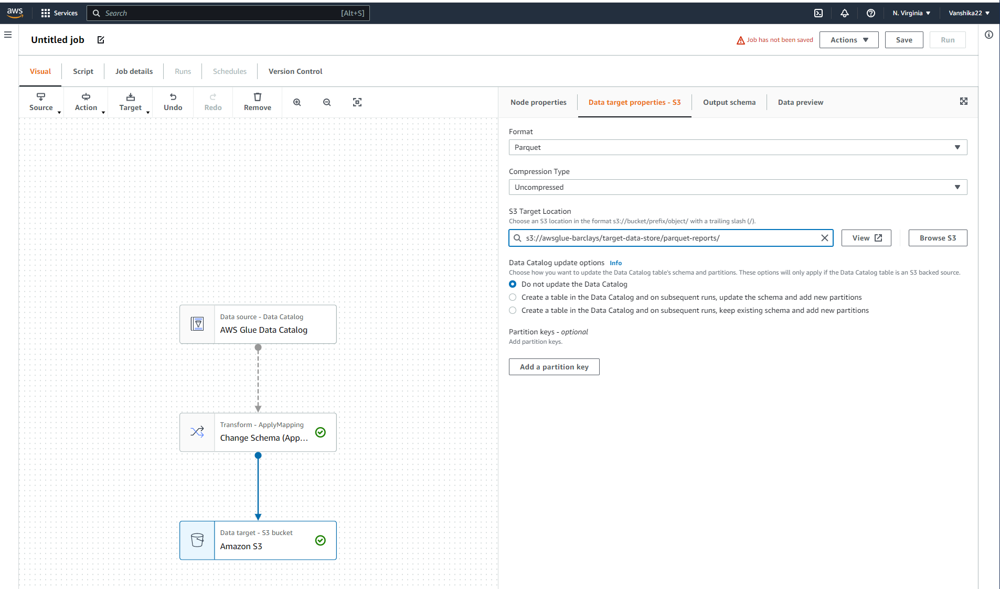 aws
Services
Search
[Alt+S]
N. Virginia
Vanshika22
Untitled job
Job has not been saved
Actions
Save
Run
Visual
Script
Job details
Runs
Schedules
Version Control
Source
Action
Target
Undo
Redo
Remove
Node properties
Data target properties - S3
Output schema
Data preview
Format
Parquet
Compression Type
Uncompressed
S3 Target Location
Choose an S3 location in the format s3://bucket/prefix/object/ with a trailing slash (/).
s3://awsglue-barclays/target-data-store/parquet-reports/
View
Browse S3
Data Catalog update options Info
Choose how you want to update the Data Catalog table's schema and partitions. These options will only apply if the Data Catalog table is an S3 backed source.
Do not update the Data Catalog
Create a table in the Data Catalog and on subsequent runs, update the schema and add new partitions
Create a table in the Data Catalog and on subsequent runs, keep existing schema and add new partitions
Partition keys - optional
Add partition keys.
Add a partition key
Data source - Data Catalog
AWS Glue Data Catalog
Transform - ApplyMapping
Change Schema (App...
Data target - S3 bucket
Amazon S3